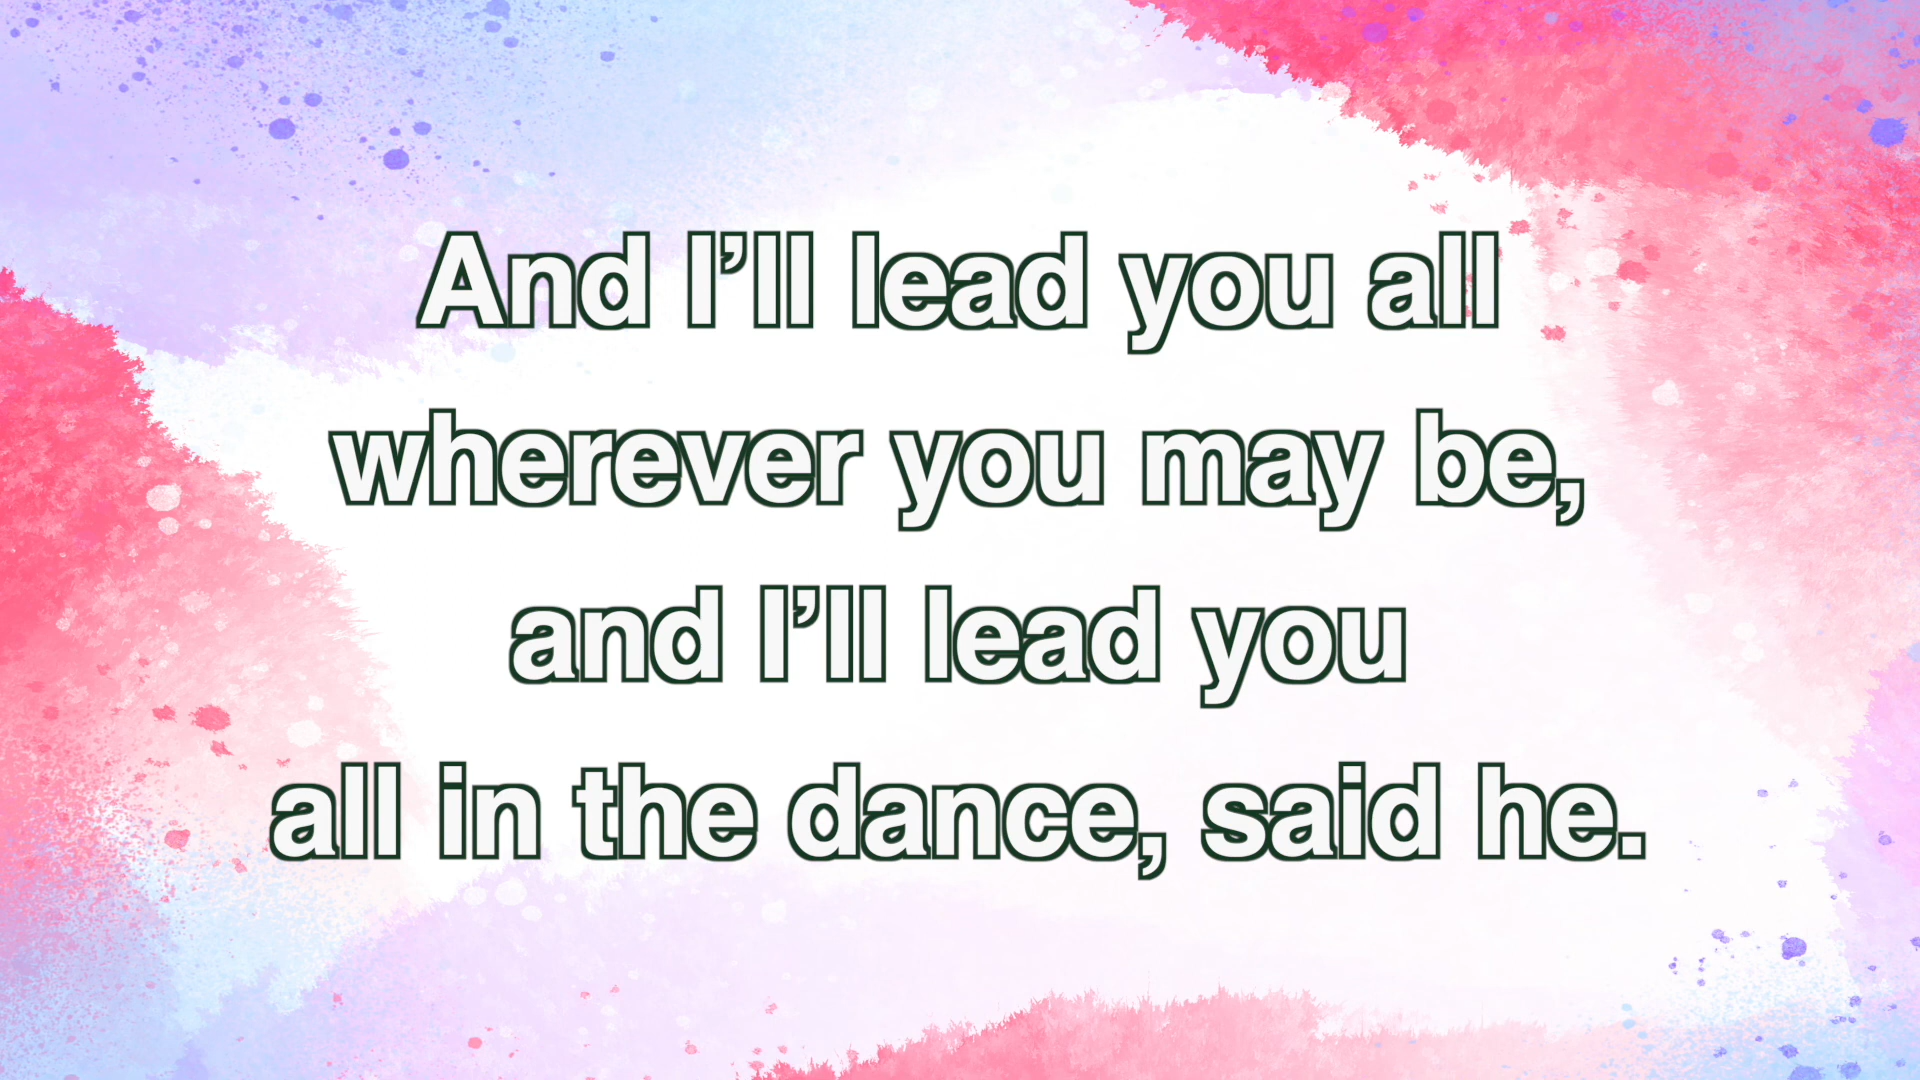 And I’ll lead you all
wherever you may be,
and I’ll lead you
all in the dance, said he.